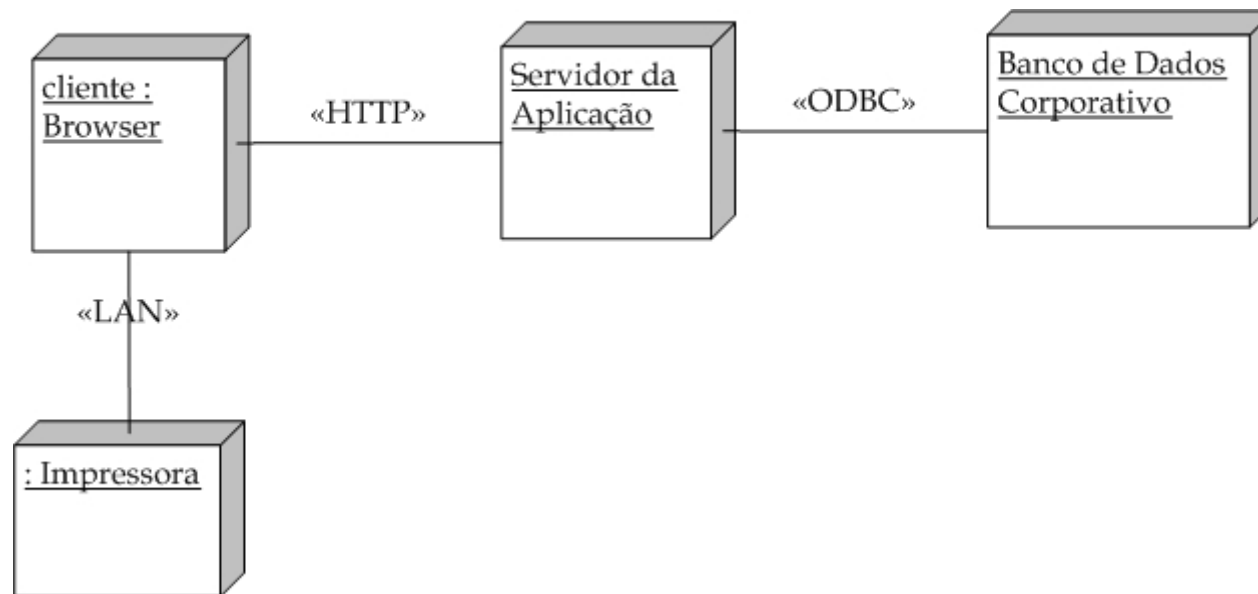 cliente :
Browser
«HTTP»
Servidor da
Aplicação
«ODBC»
Banco de Dados
Corporativo
«LAN»
: Impressora